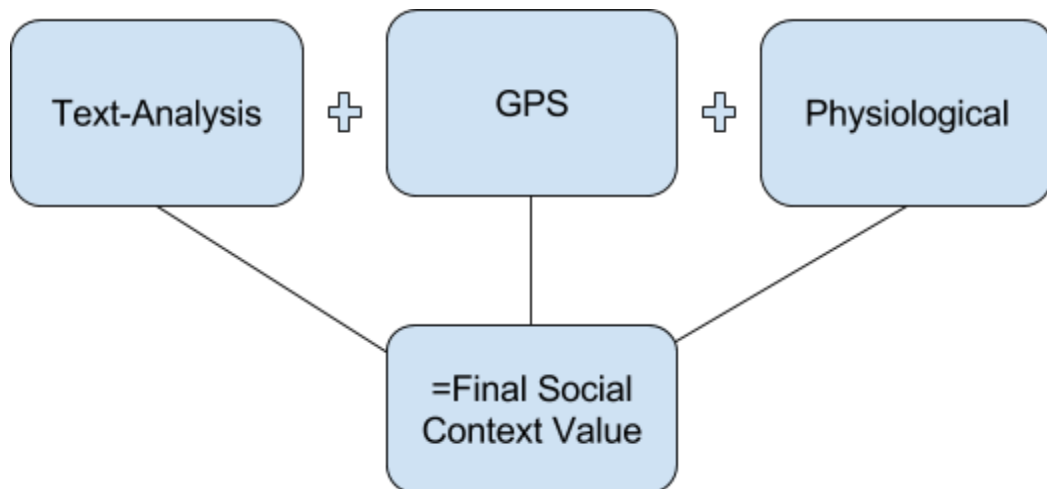 Text-Analysis
GPS
Physiological
=Final Social
Context Value